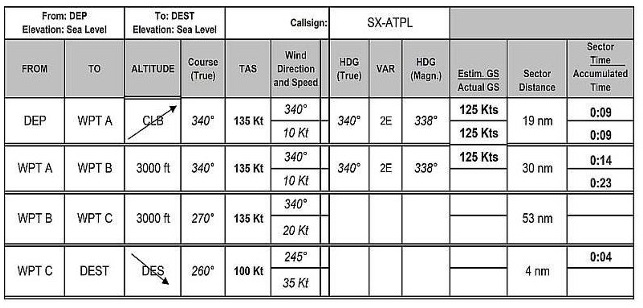 From: DEP To: DEST Callsign: SX-ATPL
Elevation: Sea Level Elevation: Sea Level
FROM TO ALTITUDE Course (True) TAS Wind Direction and Speed HDG (True) VAR HDG (Magn.) Estim. GS Actual GS Sector Distance Sector Time Accumulated Time
DEP WPT A CLB 340° 135 Kt 340° 10 Kt 340° 2E 338° 125 Kts 125 Kts 19 nm 0:09 0:09
WPT A WPT B 3000 ft 340° 135 Kt 340° 10 Kt 340° 2E 338° 125 Kts 30 nm 0:14 0:23
WPT B WPT C 3000 ft 270° 135 Kt 340° 20 Kt 53 nm
WPT C DEST DES 260° 100 Kt 245° 35 Kt 4 nm 0:04